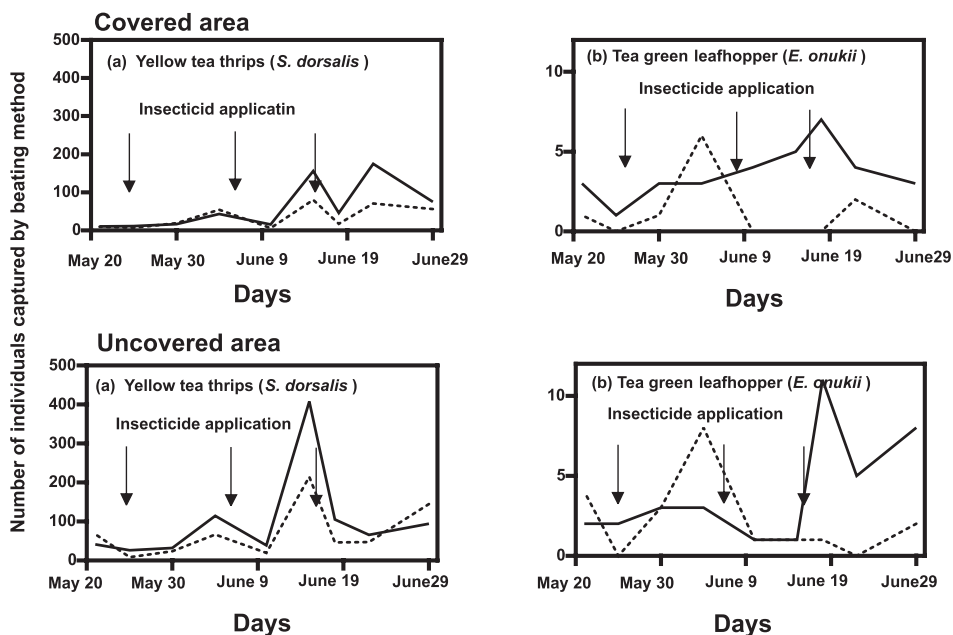 Covered area
Number of individuals captured by beating method
500
400
300
200
100
0
(a) Yellow tea thrips (S. dorsalis )
Insecticid applicatin
May 20
May 30
June 9
June 19
June29
Days
10
5
0
(b) Tea green leafhopper (E. onukii )
Insecticide application
May 20
May 30
June 9
June 19
June29
Days
Uncovered area
500
400
300
200
100
0
(a) Yellow tea thrips (S. dorsalis )
Insecticide application
May 20
May 30
June 9
June 19
June29
Days
10
5
0
(b) Tea green leafhopper (E. onukii )
Insecticide application
May 20
May 30
June 9
June 19
June29
Days